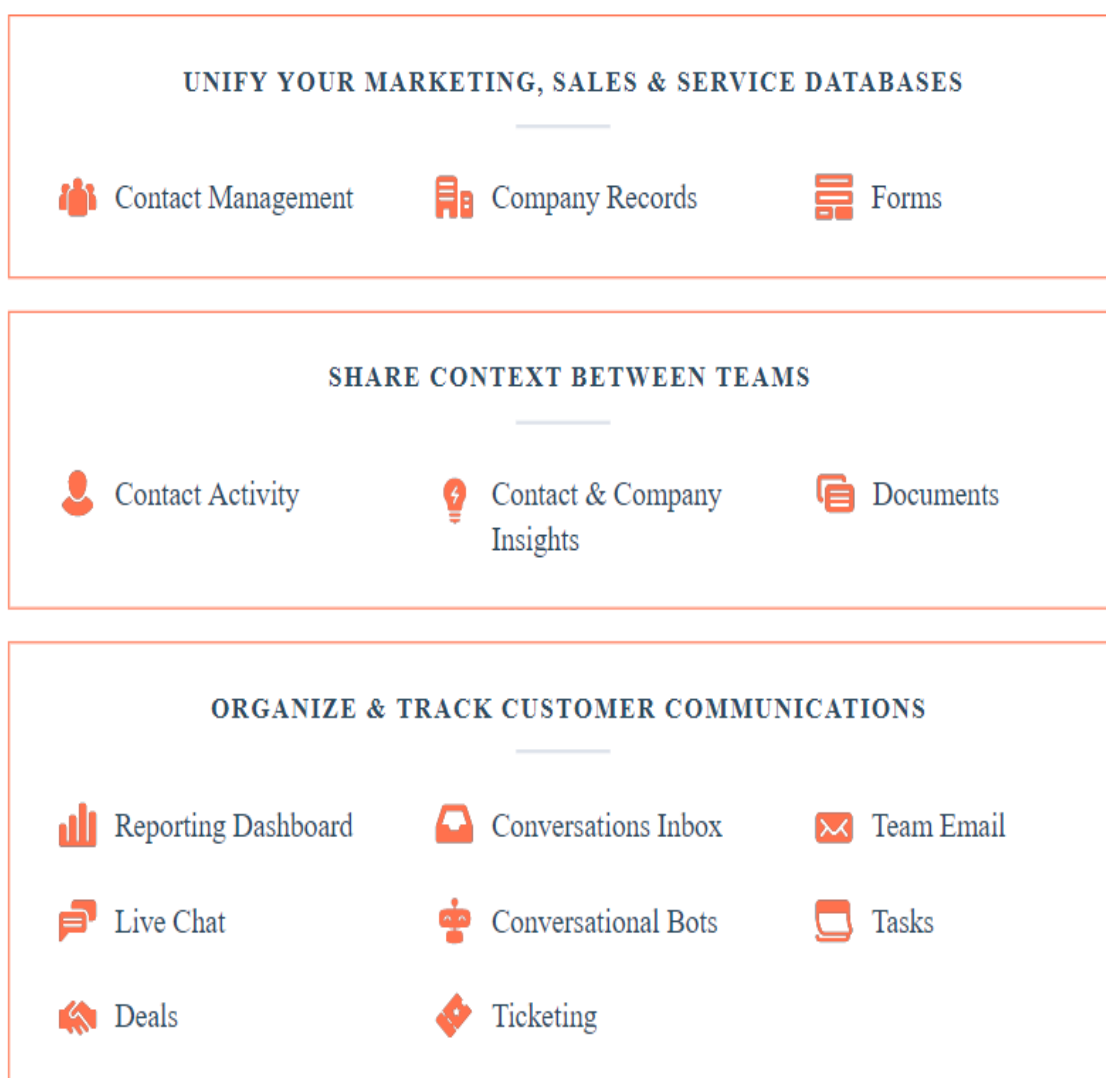 UNIFY YOUR MARKETING, SALES & SERVICE DATABASES
Contact Management
Company Records
Forms
SHARE CONTEXT BETWEEN TEAMS
Contact Activity
Contact & Company
Insights
Documents
ORGANIZE & TRACK CUSTOMER COMMUNICATIONS
Reporting Dashboard
Conversations Inbox
Team Email
Live Chat
Conversational Bots
Tasks
Deals
Ticketing